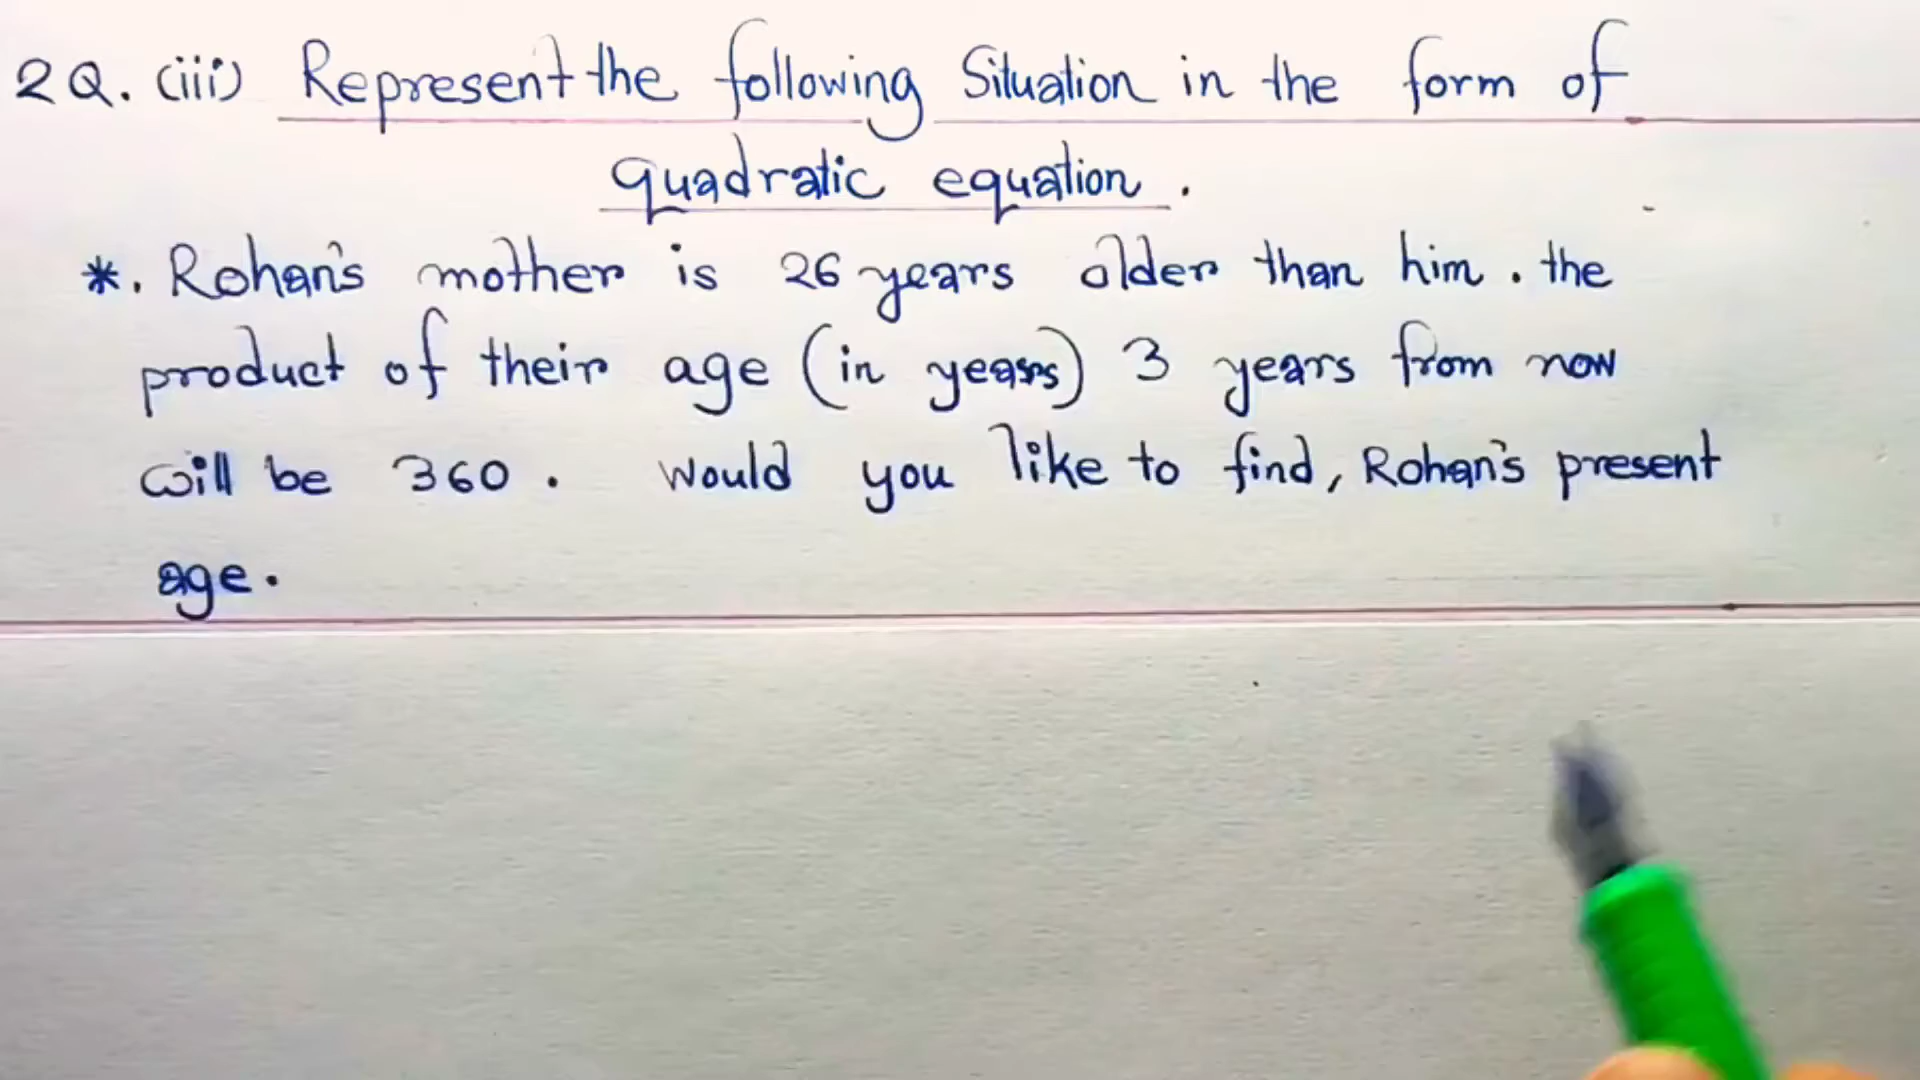 2Q. (iii) Represent the following Situation in the form of
quadratic equation.
*. Rohan's mother is 26 years older than him. the
product of their age (in years) 3 years from now
will be 360. would you like to find, Rohan's present
age.